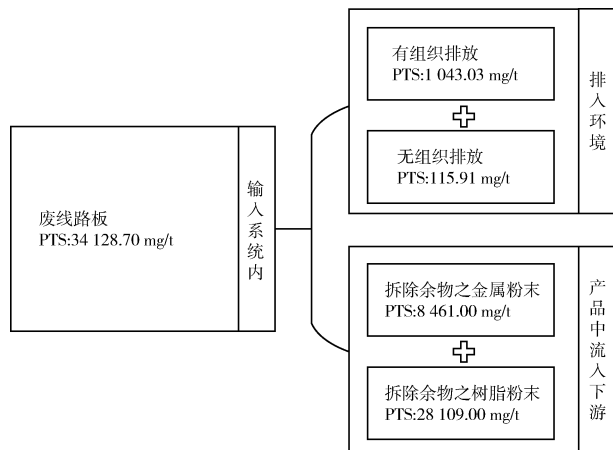 废线路板
PTS:34 128.70 mg/t
输入系统内
有组织排放
PTS:1 043.03 mg/t
无组织排放
PTS:115.91 mg/t
排入环境
拆除余物之金属粉末
PTS:8 461.00 mg/t
拆除余物之树脂粉末
PTS:28 109.00 mg/t
产品中流入下游